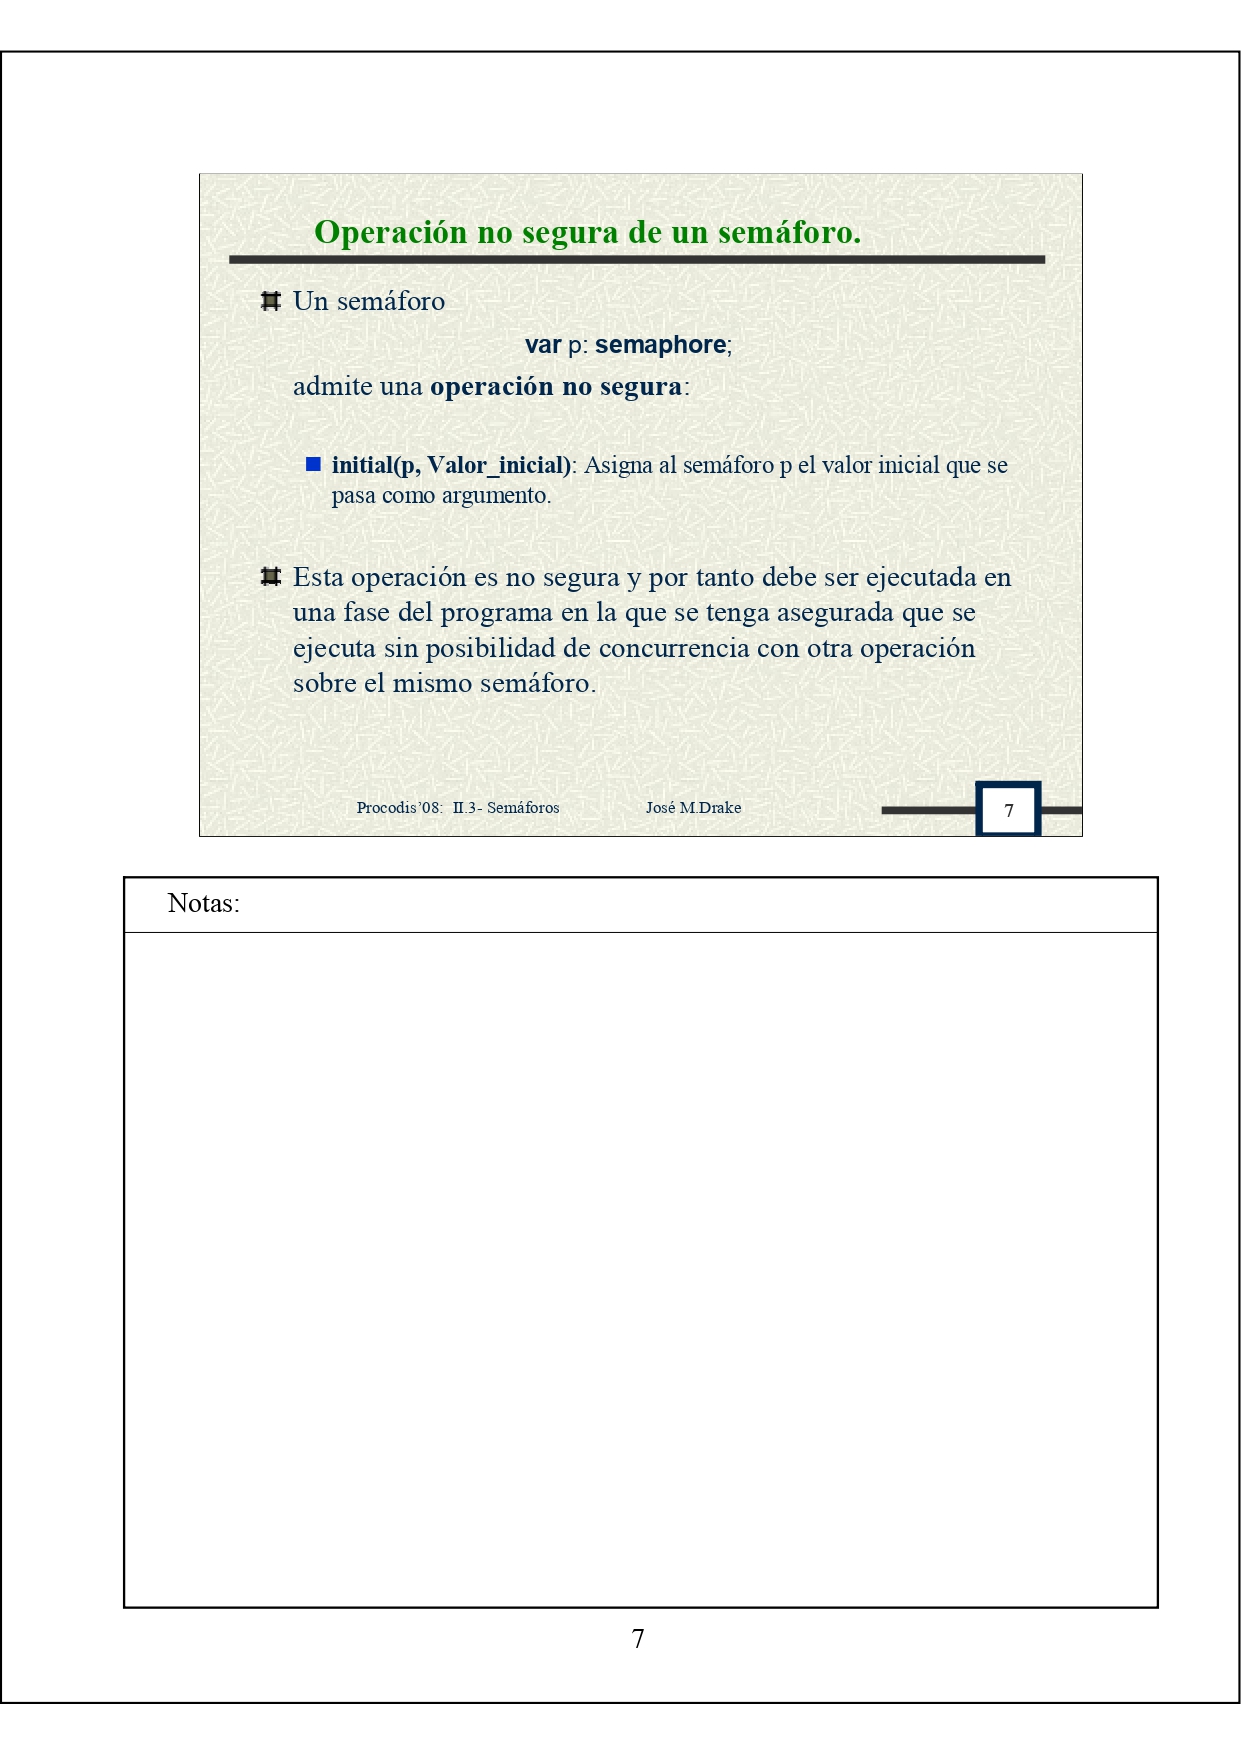 Operación no segura de un semáforo.
Un semáforo
var p: semaphore;
admite una operación no segura:
initial(p, Valor_inicial): Asigna al semáforo p el valor inicial que se
pasa como argumento.
Esta operación es no segura y por tanto debe ser ejecutada en
una fase del programa en la que se tenga asegurada que se
ejecuta sin posibilidad de concurrencia con otra operación
sobre el mismo semáforo.
Procodis’08: II.3- Semáforos José M.Drake 7
Notas:
7